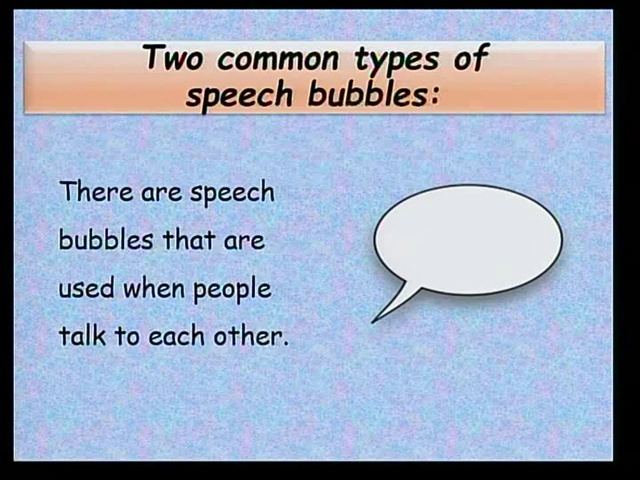 Two common types of
speech bubbles:
There are speech
bubbles that are
used when people
talk to each other.